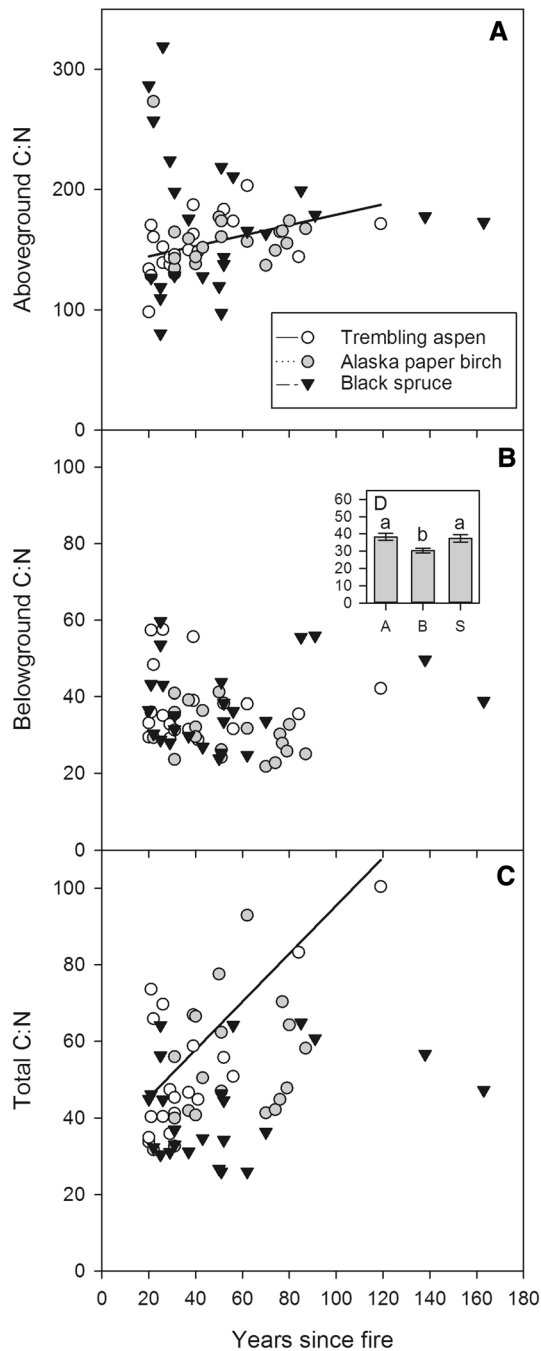 A
300
200
100
0
Aboveground C:N
Trembling aspen
Alaska paper birch
Black spruce
B
100
80
60
40
20
0
Belowground C:N
D
60
50
40
30
20
10
0
a b a
A B S
C
100
80
60
40
20
0
Total C:N
0 20 40 60 80 100 120 140 160 180
Years since fire